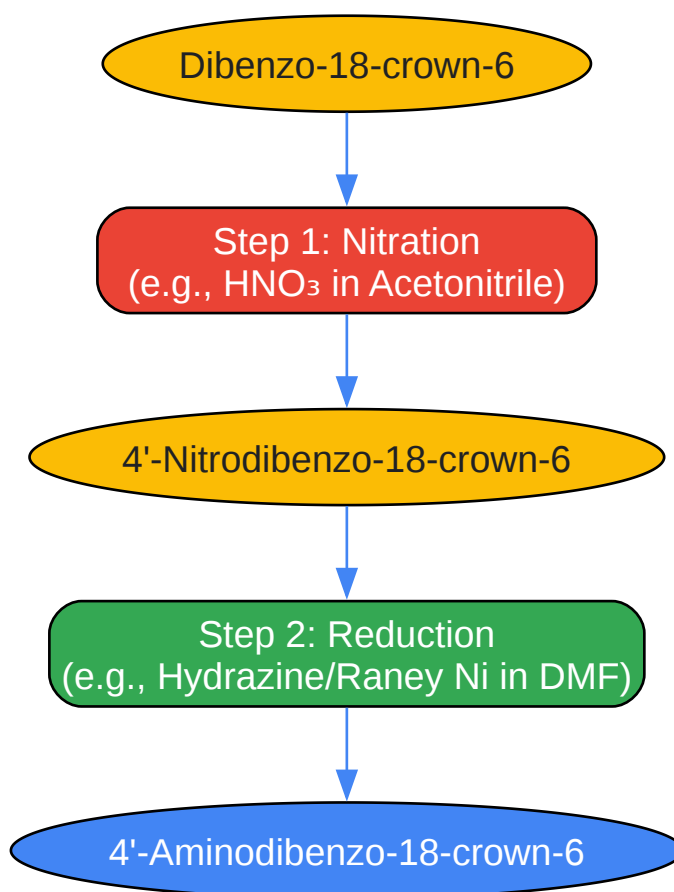 Dibenzo-18-crown-6
Step 1: Nitration
(e.g., HNO₃ in Acetonitrile)
4'-Nitrodibenzo-18-crown-6
Step 2: Reduction
(e.g., Hydrazine/Raney Ni in DMF)
4'-Aminodibenzo-18-crown-6